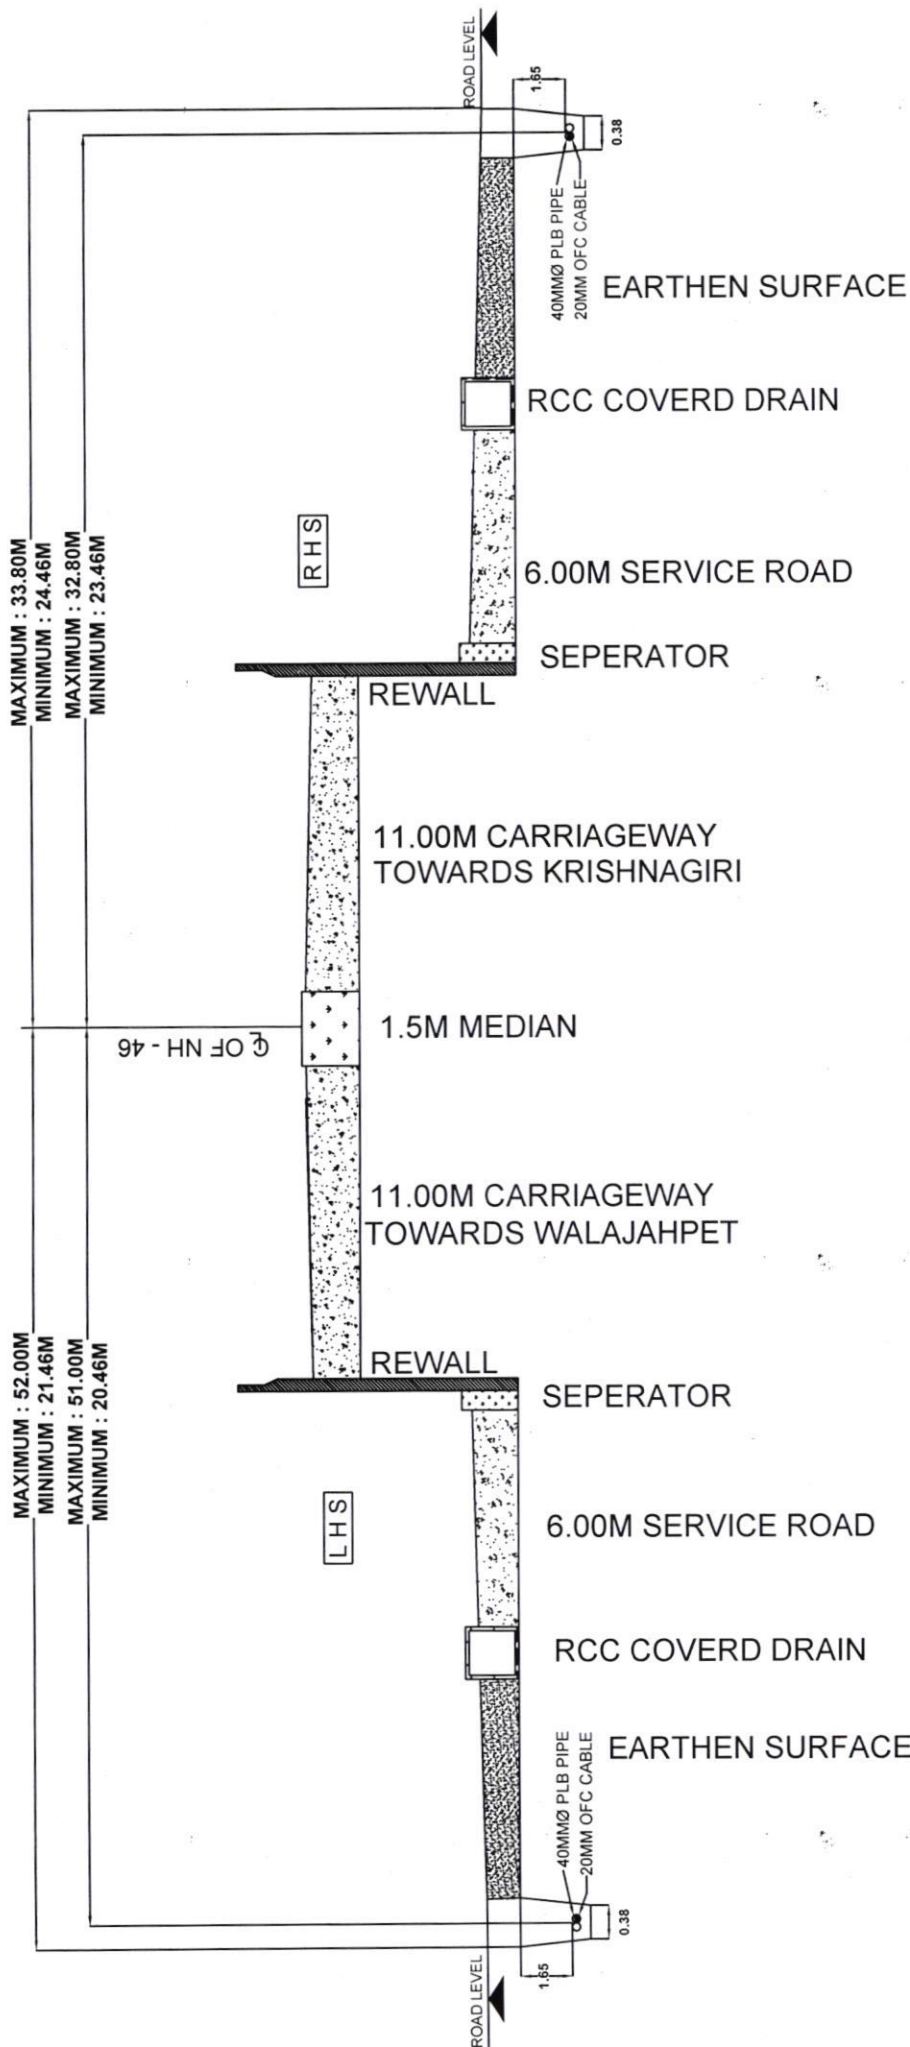 ROAD LEVEL
1.65
0.38
40MMØ PLB PIPE
20MM OFC CABLE
EARTHEN SURFACE
RCC COVERD DRAIN
MAXIMUM : 33.80M
MINIMUM : 24.46M
MAXIMUM : 32.80M
MINIMUM : 23.46M
RHS
6.00M SERVICE ROAD
SEPERATOR
REWALL
11.00M CARRIAGEWAY
TOWARDS KRISHNAGIRI
1.5M MEDIAN
℄ OF NH - 46
11.00M CARRIAGEWAY
TOWARDS WALAJAHPET
REWALL
SEPERATOR
MAXIMUM : 52.00M
MINIMUM : 21.46M
MAXIMUM : 51.00M
MINIMUM : 20.46M
LHS
6.00M SERVICE ROAD
RCC COVERD DRAIN
EARTHEN SURFACE
40MMØ PLB PIPE
20MM OFC CABLE
0.38
1.65
ROAD LEVEL